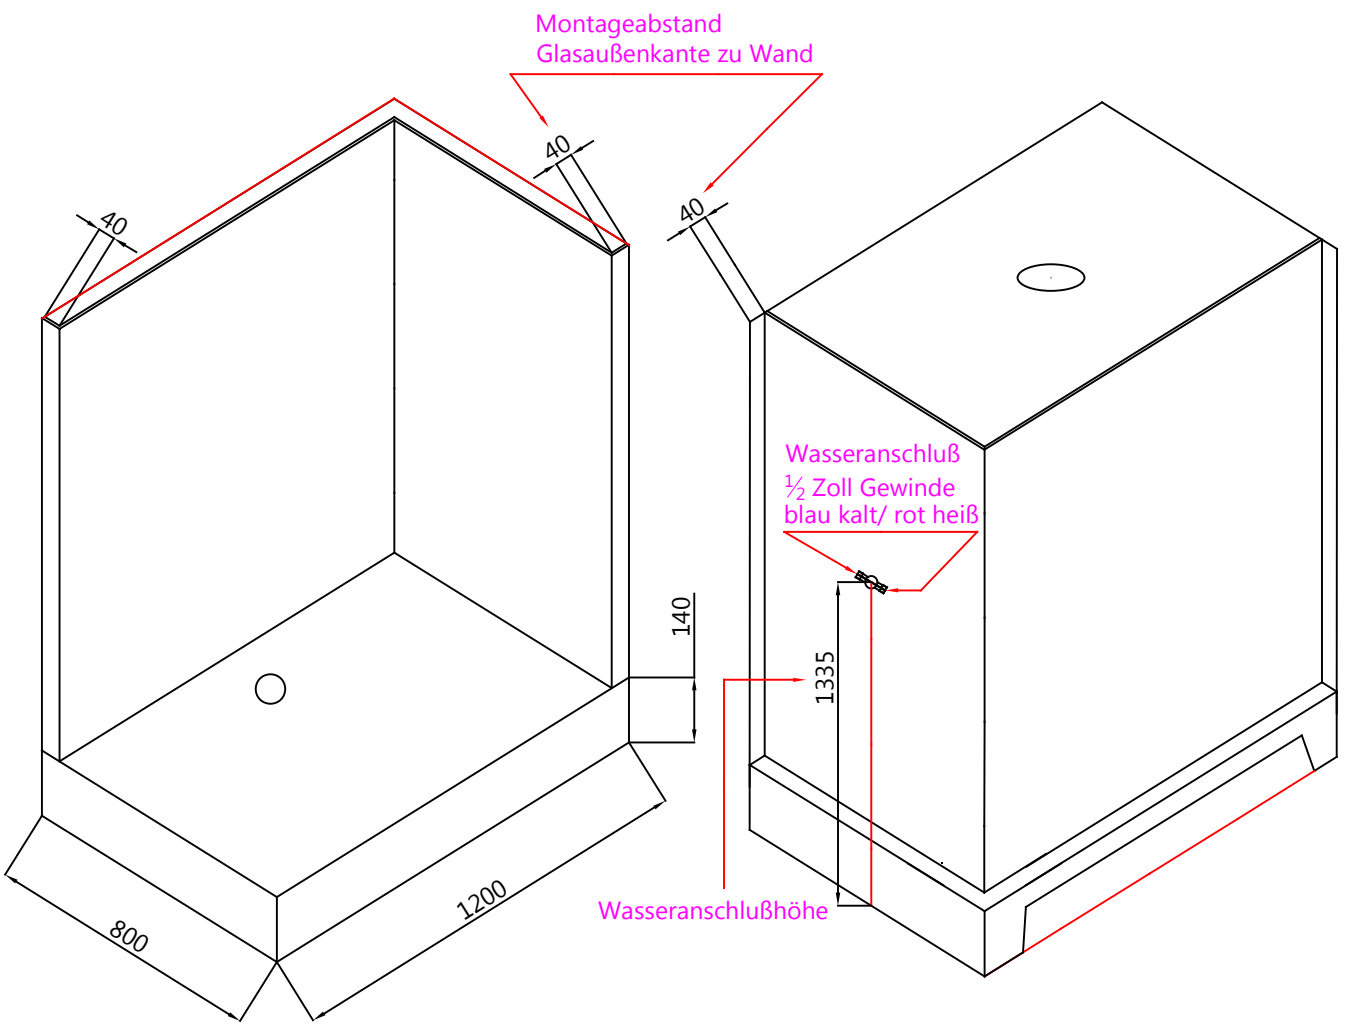 Montageabstand
Glasaußenkante zu Wand
40
40
40
Wasseranschluß
½ Zoll Gewinde
blau kalt/ rot heiß
140
1335
1200
800
Wasseranschlußhöhe